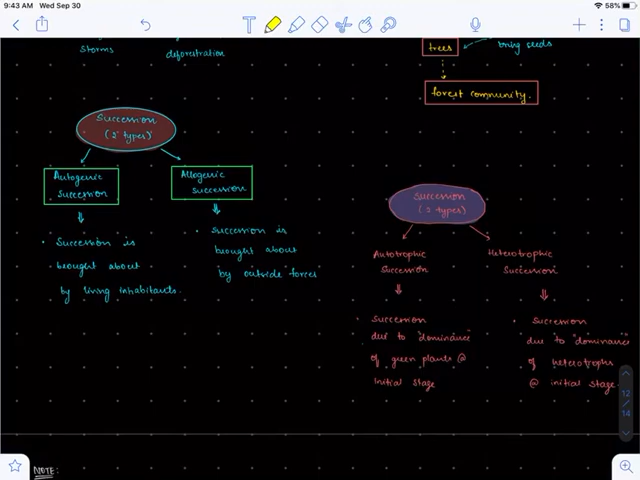 9:43 AM Wed Sep 30
58%
storms
deforestration
trees
bring seeds
forest community.
Succession
(2 types)
Autogenic
Succession
Allogenic
succession
• Succession is
brought about
by living inhabitants.
• succession is
brought about
by outside forces
Succession
(2 types)
Autotrophic
Succession
Heterotrophic
Succession
• Succession
due to "dominance"
of green plants @
Initial stage
• Succession
due to "dominance"
of heterotrophs
@ initial stage.
12
/
14
NOTE: